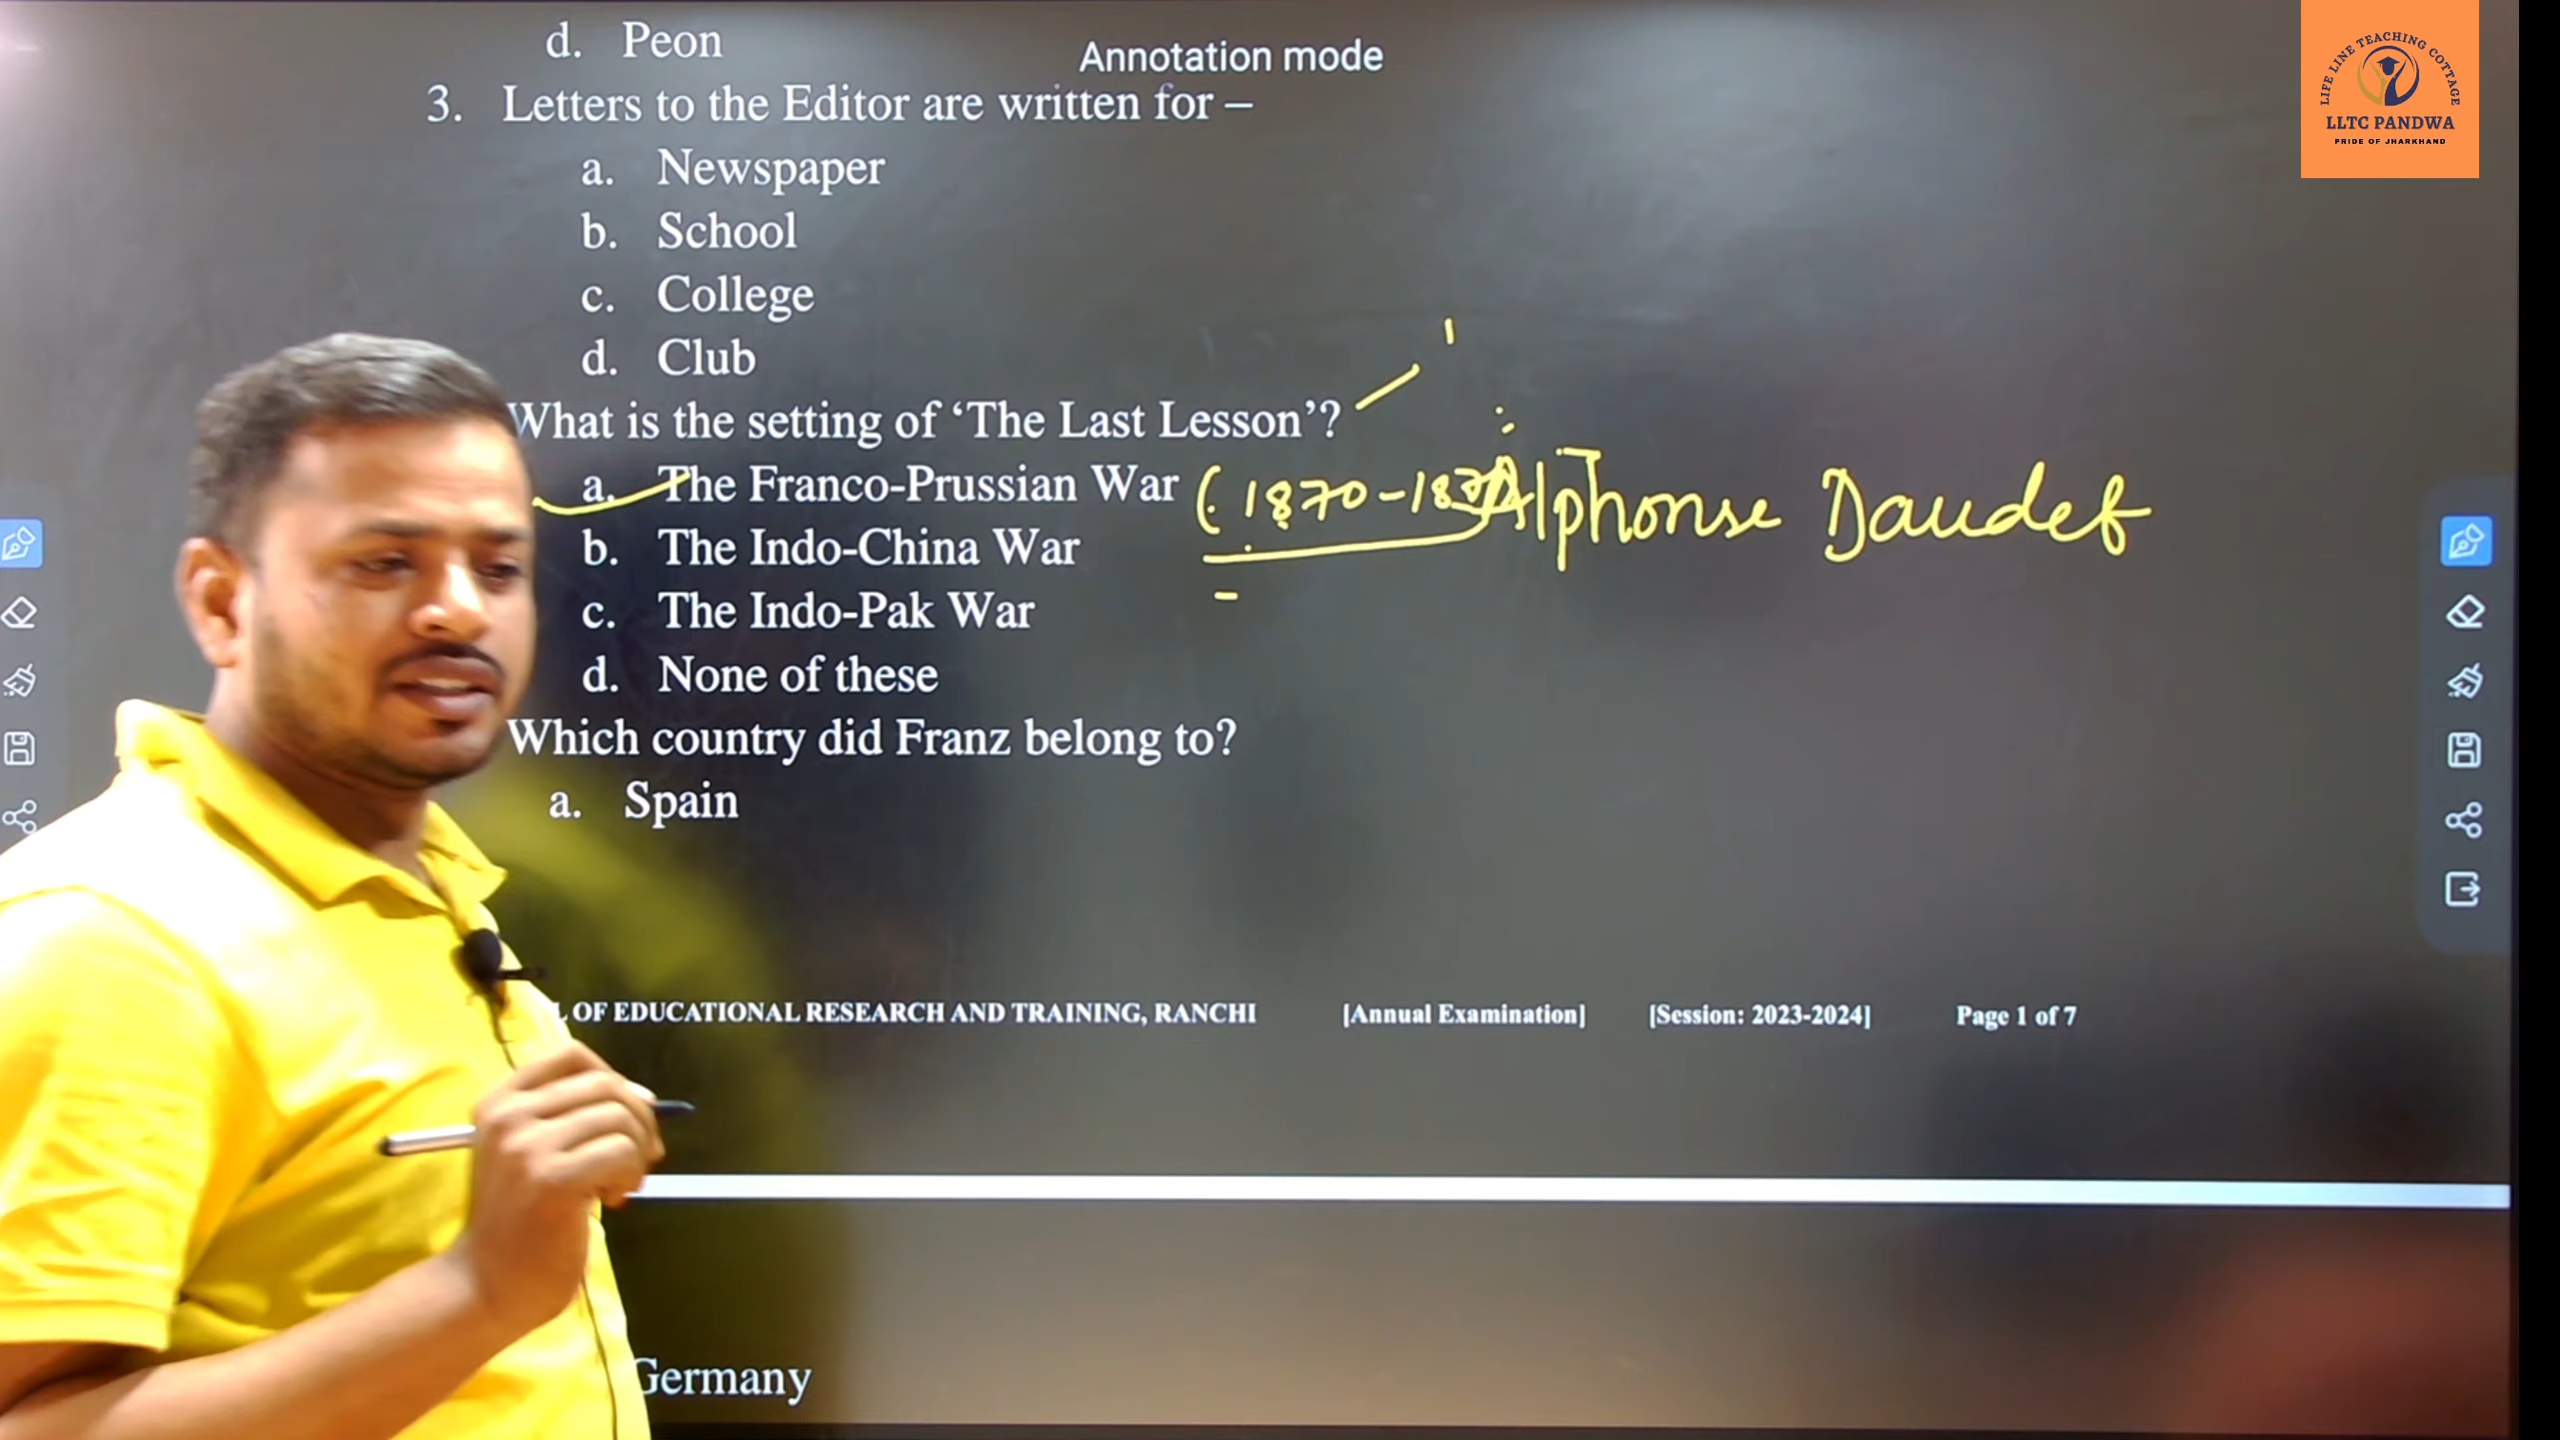 d. Peon
Annotation mode
3. Letters to the Editor are written for –
a. Newspaper
b. School
c. College
d. Club
What is the setting of ‘The Last Lesson’?
a. The Franco-Prussian War (1870-18
Alphonse Daudet
b. The Indo-China War
c. The Indo-Pak War
d. None of these
Which country did Franz belong to?
a. Spain
OF EDUCATIONAL RESEARCH AND TRAINING, RANCHI [Annual Examination] [Session: 2023-2024] Page 1 of 7
Germany
LIFE LINE TEACHING COTTAGE
LLTC PANDWA
PRIDE OF JHARKHAND